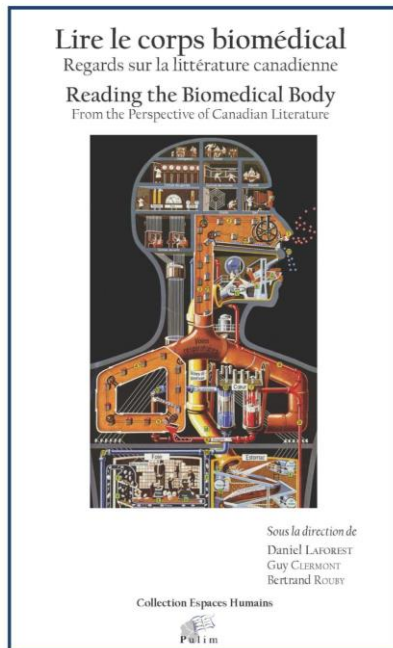 Lire le corps biomédical
Regards sur la littérature canadienne
Reading the Biomedical Body
From the Perspective of Canadian Literature
Foie
Sous la direction de
Daniel LAFOREST
Guy CLERMONT
Bertrand ROUBY
Collection Espaces Humains
Pulim